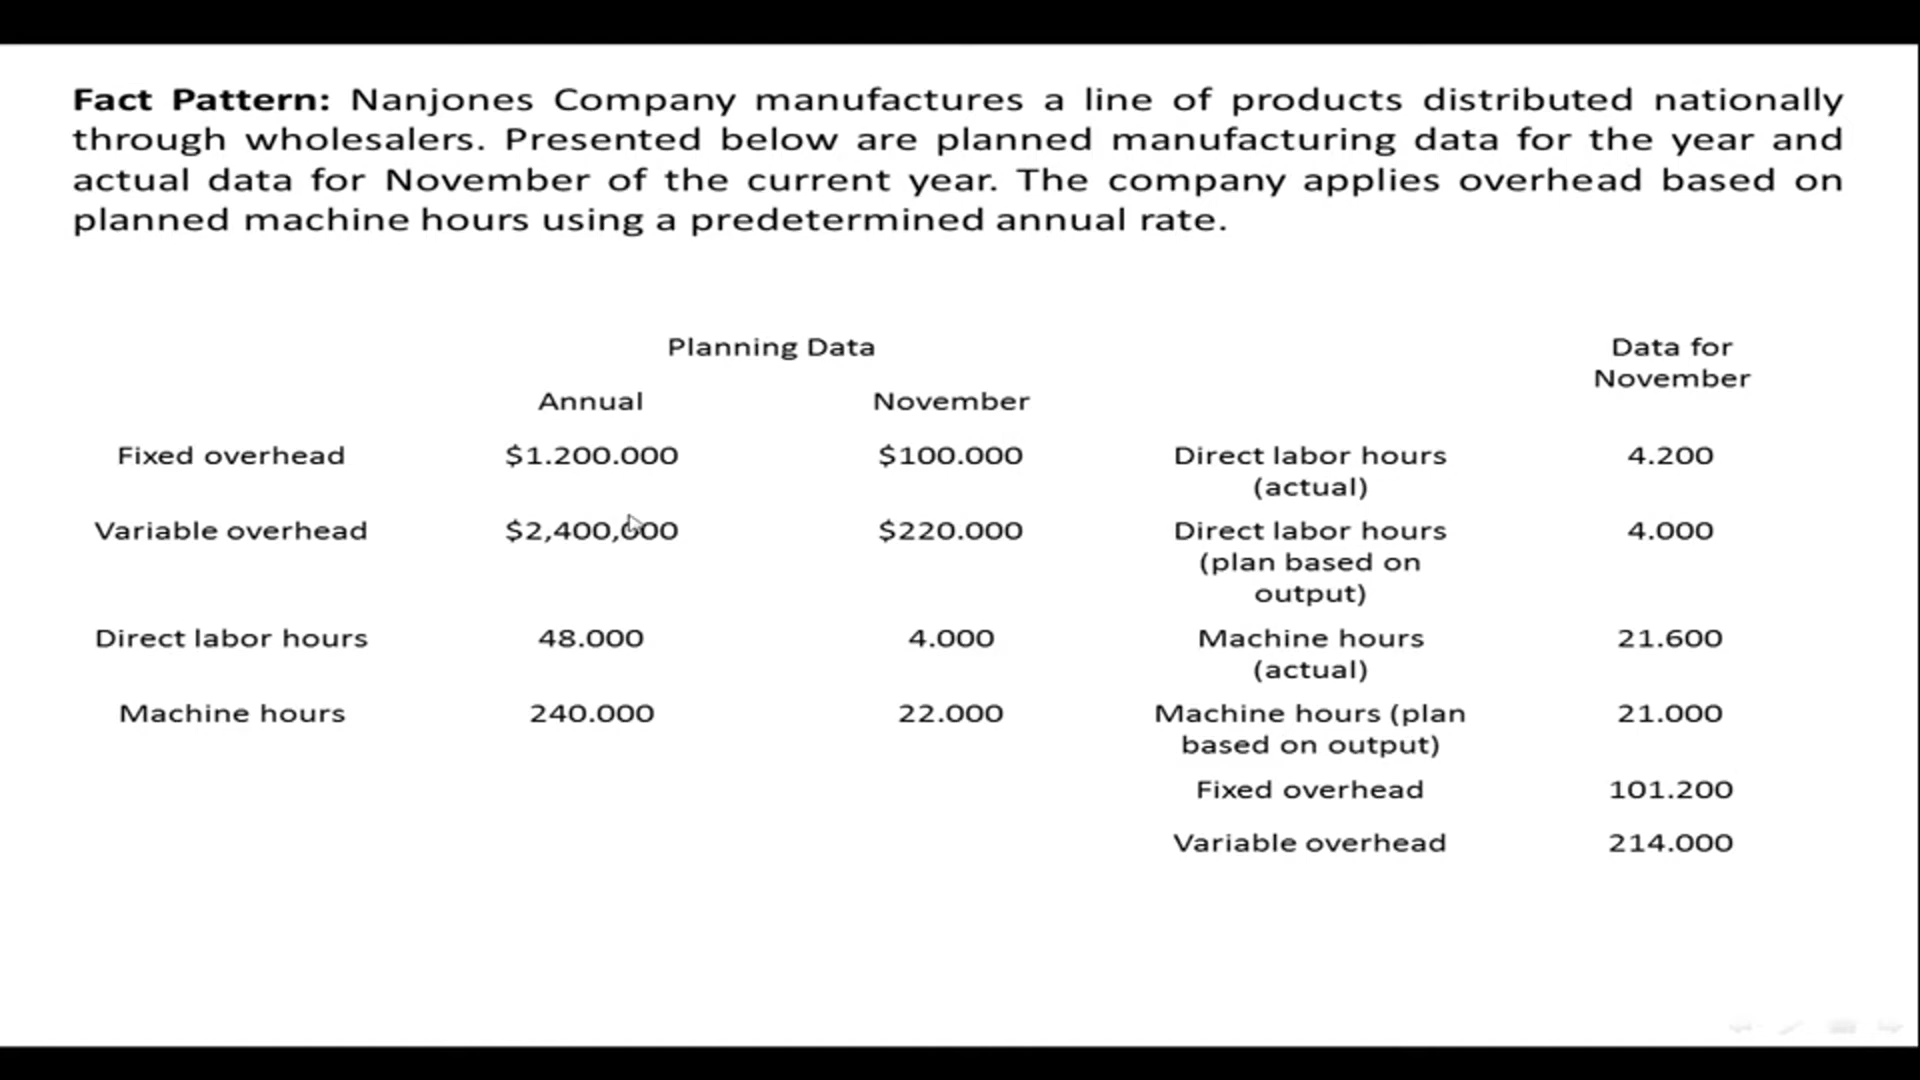 Fact Pattern: Nanjones Company manufactures a line of products distributed nationally
through wholesalers. Presented below are planned manufacturing data for the year and
actual data for November of the current year. The company applies overhead based on
planned machine hours using a predetermined annual rate.
Planning Data
Data for
November
Annual November
Fixed overhead $1.200.000 $100.000 Direct labor hours 4.200
(actual)
Variable overhead $2,400,000 $220.000 Direct labor hours 4.000
(plan based on
output)
Direct labor hours 48.000 4.000 Machine hours 21.600
(actual)
Machine hours 240.000 22.000 Machine hours (plan 21.000
based on output)
Fixed overhead 101.200
Variable overhead 214.000